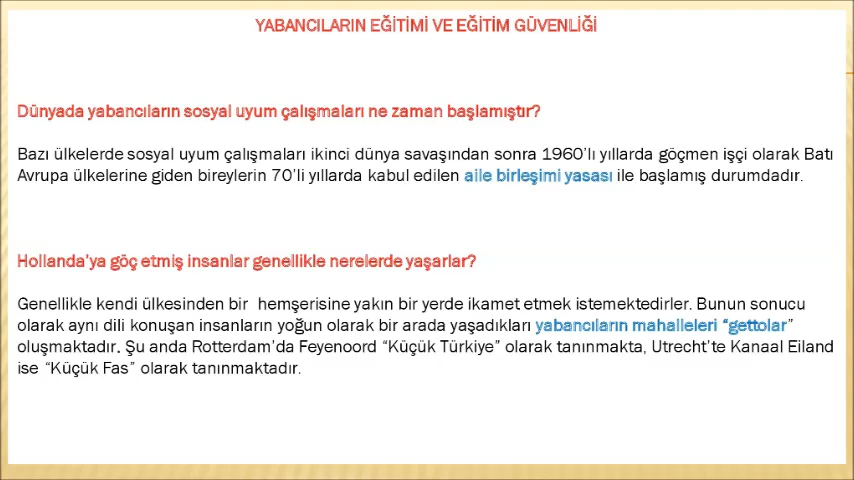 YABANCILARIN EĞİTİMİ VE EĞİTİM GÜVENLİĞİ
Dünyada yabancıların sosyal uyum çalışmaları ne zaman başlamıştır?
Bazı ülkelerde sosyal uyum çalışmaları ikinci dünya savaşından sonra 1960'lı yıllarda göçmen işçi olarak Batı
Avrupa ülkelerine giden bireylerin 70'li yıllarda kabul edilen aile birleşimi yasası ile başlamış durumdadır.
Hollanda'ya göç etmiş insanlar genellikle nerelerde yaşarlar?
Genellikle kendi ülkesinden bir hemşerisine yakın bir yerde ikamet etmek istemektedirler. Bunun sonucu
olarak aynı dili konuşan insanların yoğun olarak bir arada yaşadıkları yabancıların mahalleleri “gettolar”
oluşmaktadır. Şu anda Rotterdam'da Feyenoord “Küçük Türkiye” olarak tanınmakta, Utrecht'te Kanaal Eiland
ise “Küçük Fas” olarak tanınmaktadır.